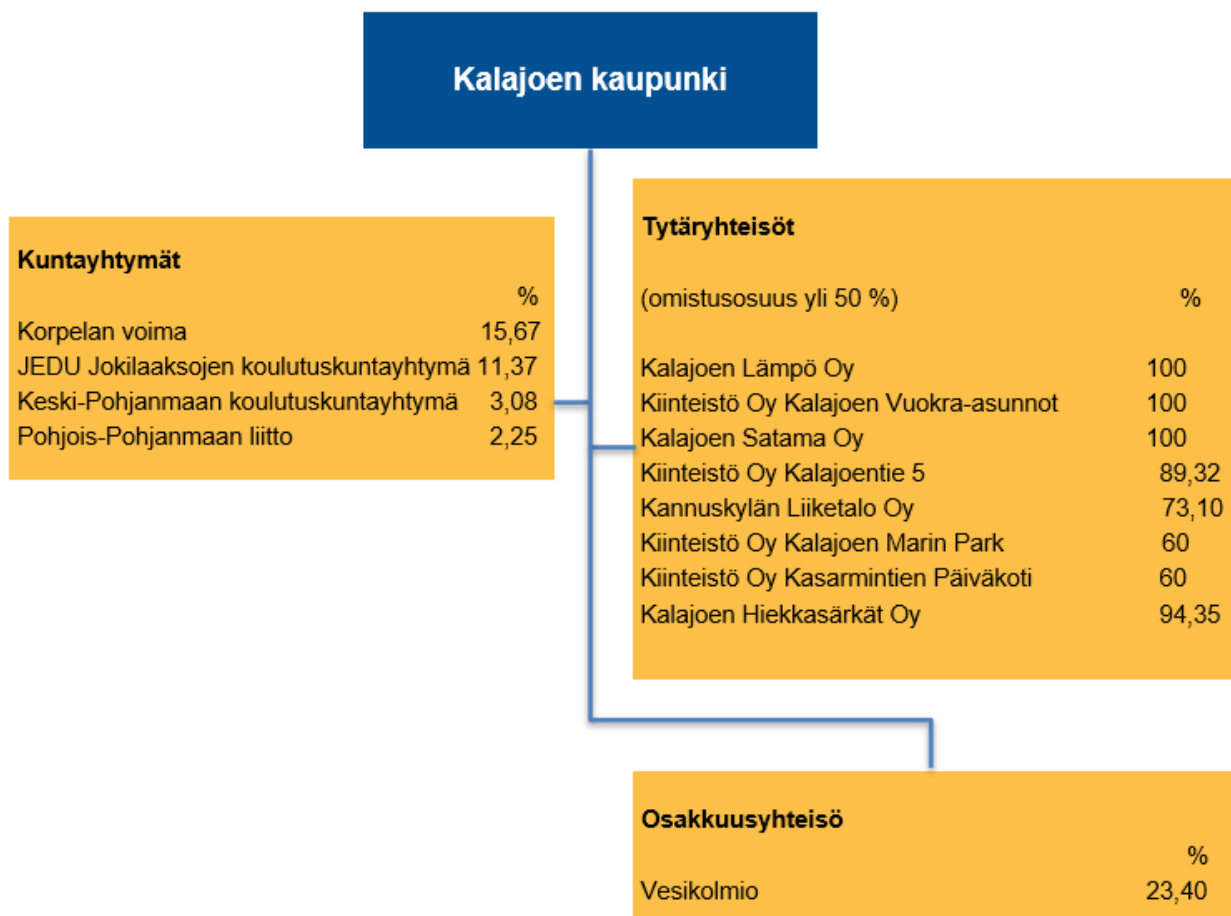 Kalajoen kaupunki
Kuntayhtymät
%
Korpelan voima 15,67
JEDU Jokilaaksojen koulutuskuntayhtymä 11,37
Keski-Pohjanmaan koulutuskuntayhtymä 3,08
Pohjois-Pohjanmaan liitto 2,25
Tytäryhteisöt
(omistusosuus yli 50 %) %
Kalajoen Lämpö Oy 100
Kiinteistö Oy Kalajoen Vuokra-asunnot 100
Kalajoen Satama Oy 100
Kiinteistö Oy Kalajoentie 5 89,32
Kannuskylän Liiketalo Oy 73,10
Kiinteistö Oy Kalajoen Marin Park 60
Kiinteistö Oy Kasarmintien Päiväkoti 60
Kalajoen Hiekkasärkät Oy 94,35
Osakkuusyhteisö
%
Vesikolmio 23,40